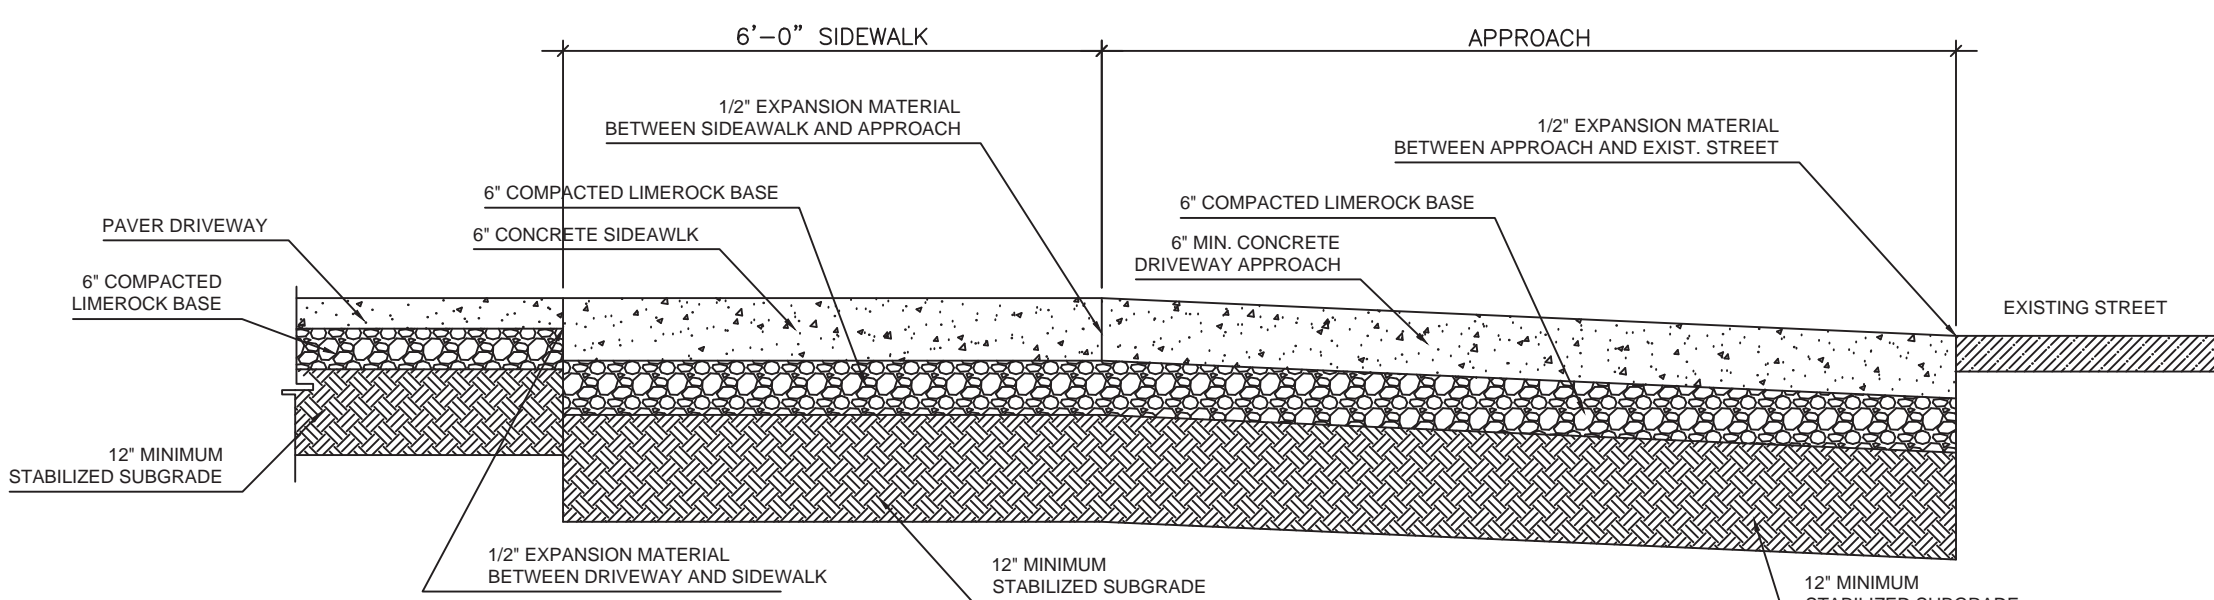 6'-0" SIDEWALK
APPROACH
1/2" EXPANSION MATERIAL
BETWEEN SIDEAWALK AND APPROACH
1/2" EXPANSION MATERIAL
BETWEEN APPROACH AND EXIST. STREET
6" COMPACTED LIMEROCK BASE
6" CONCRETE SIDEAWLK
6" COMPACTED LIMEROCK BASE
6" MIN. CONCRETE
DRIVEWAY APPROACH
PAVER DRIVEWAY
6" COMPACTED
LIMEROCK BASE
EXISTING STREET
12" MINIMUM
STABILIZED SUBGRADE
1/2" EXPANSION MATERIAL
BETWEEN DRIVEWAY AND SIDEWALK
12" MINIMUM
STABILIZED SUBGRADE
12" MINIMUM
STABILIZED SUBGRADE